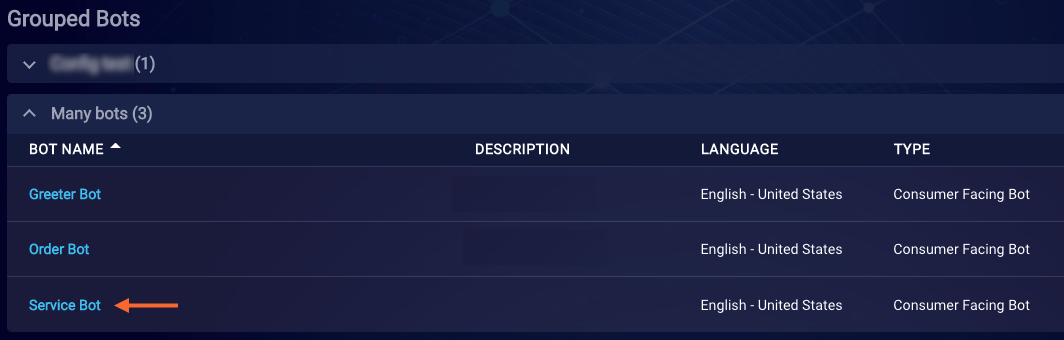 Grouped Bots
(1)
Many bots (3)
BOT NAME DESCRIPTION LANGUAGE TYPE
Greeter Bot English - United States Consumer Facing Bot
Order Bot English - United States Consumer Facing Bot
Service Bot English - United States Consumer Facing Bot